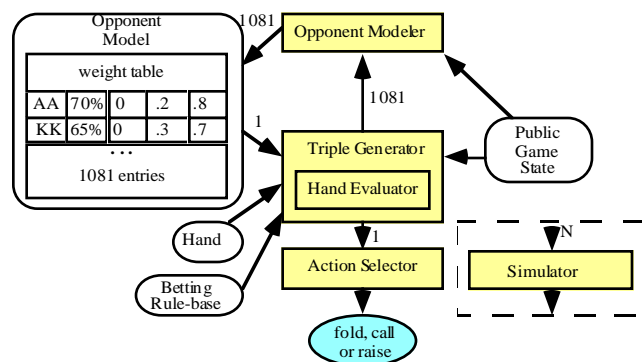 Opponent
Model
1081
Opponent Modeler
weight table
AA 70% 0 .2 .8
KK 65% 0 .3 .7
...
1081 entries
1
1081
Triple Generator
Hand Evaluator
Public
Game
State
Hand
Betting
Rule-base
1
Action Selector
N
Simulator
fold, call
or raise